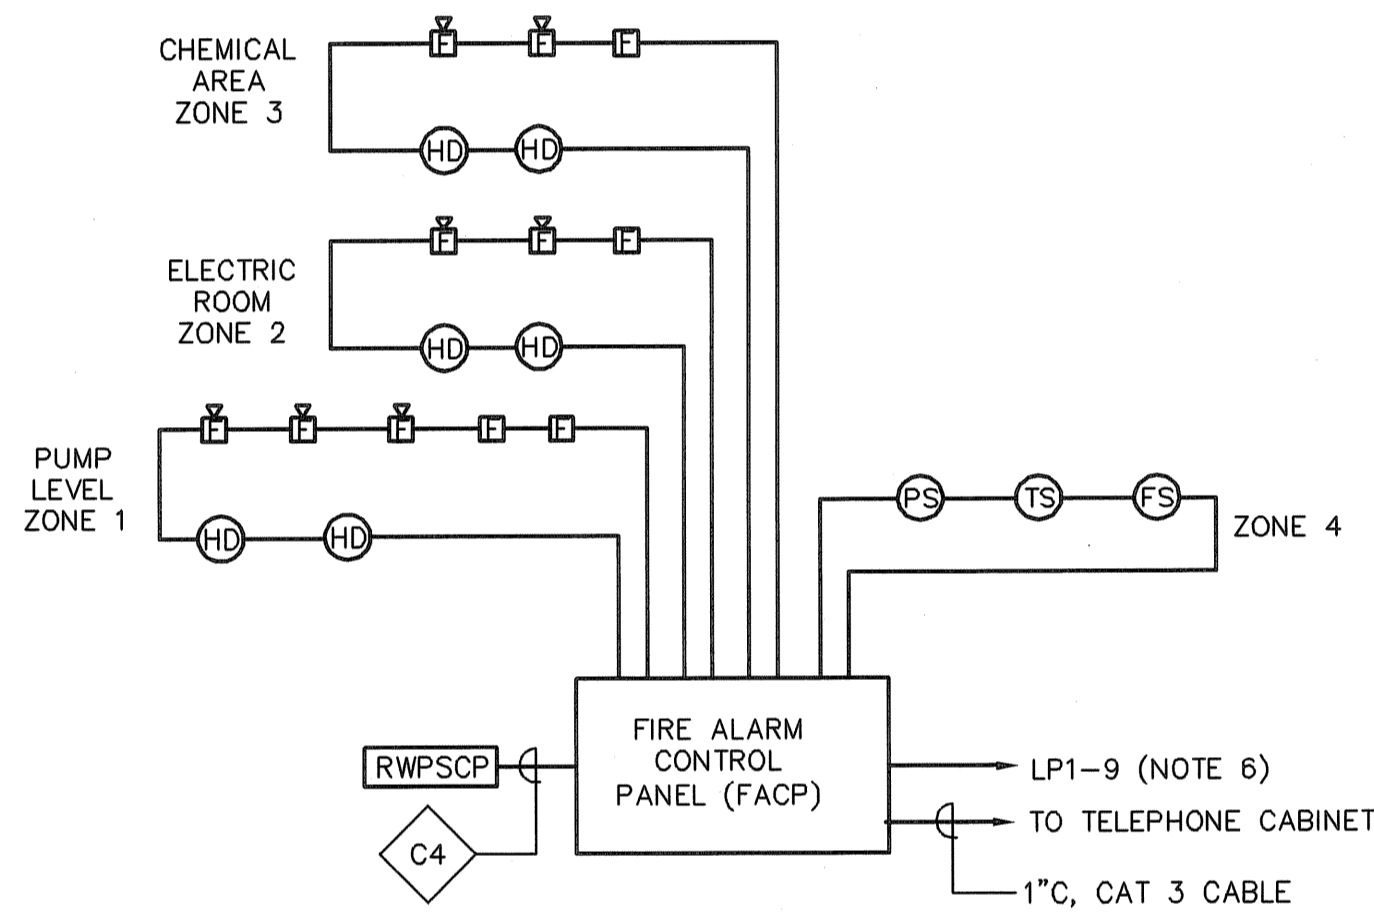 CHEMICAL
AREA
ZONE 3
F F F
HD HD
ELECTRIC
ROOM
ZONE 2
F F F
HD HD
PUMP
LEVEL
ZONE 1
F F F F F
HD HD
PS TS FS
ZONE 4
FIRE ALARM
CONTROL
PANEL (FACP)
RWPSCP
C4
LP1-9 (NOTE 6)
TO TELEPHONE CABINET
1"C, CAT 3 CABLE